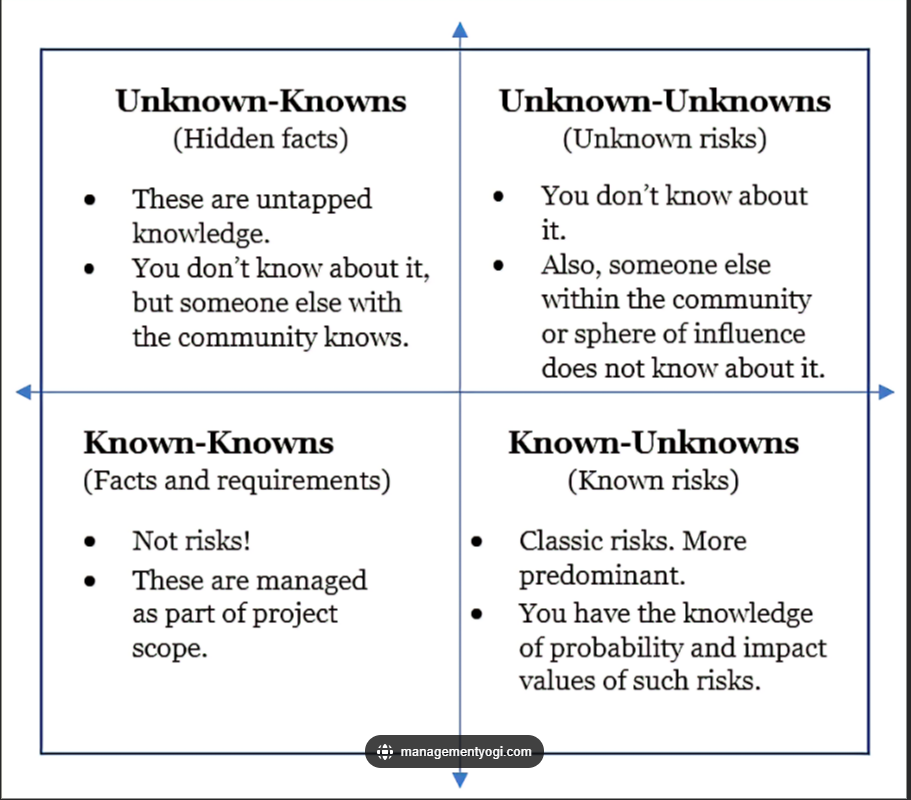 Unknown-Knowns
(Hidden facts)
• These are untapped
knowledge.
• You don’t know about it,
but someone else with
the community knows.
Unknown-Unknowns
(Unknown risks)
• You don’t know about
it.
• Also, someone else
within the community
or sphere of influence
does not know about it.
Known-Knowns
(Facts and requirements)
• Not risks!
• These are managed
as part of project
scope.
Known-Unknowns
(Known risks)
• Classic risks. More
predominant.
• You have the knowledge
of probability and impact
values of such risks.
managementyogi.com